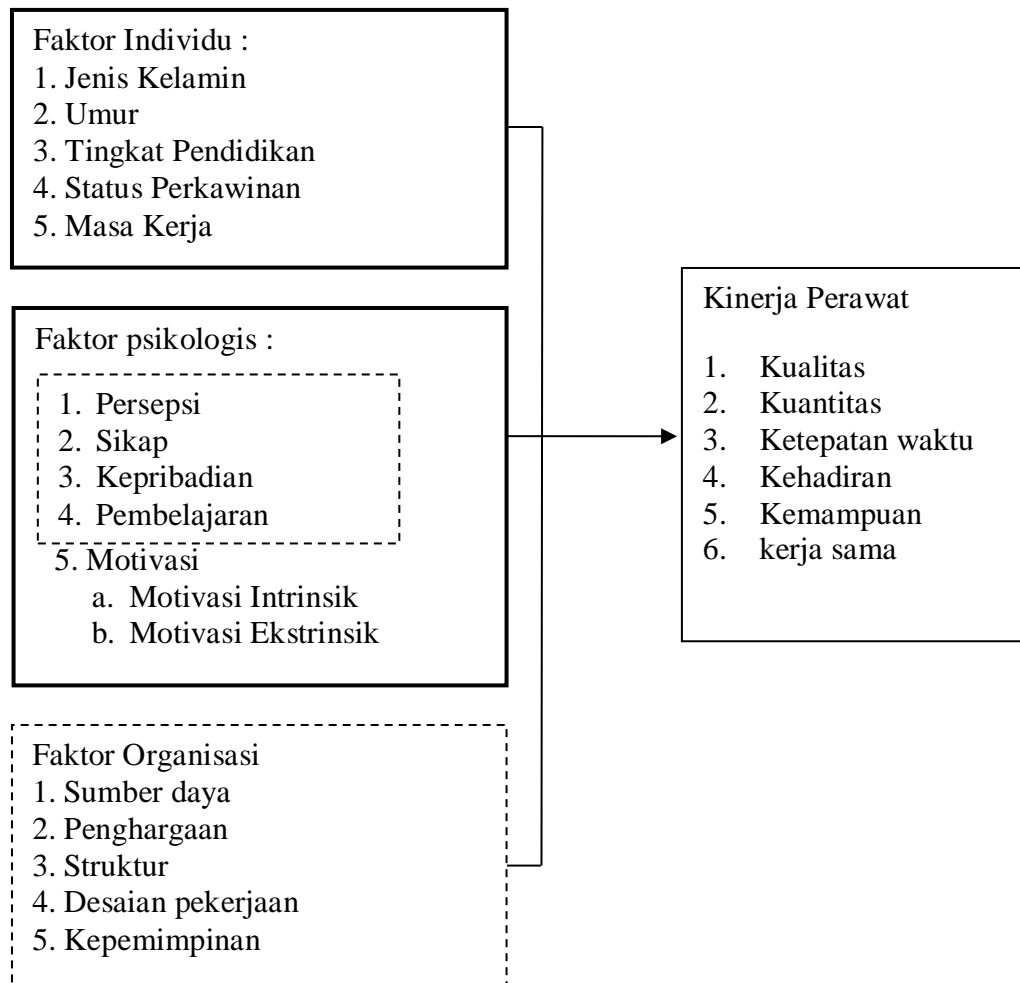 Faktor Individu :
1. Jenis Kelamin
2. Umur
3. Tingkat Pendidikan
4. Status Perkawinan
5. Masa Kerja
Faktor psikologis :
1. Persepsi
2. Sikap
3. Kepribadian
4. Pembelajaran
5. Motivasi
a. Motivasi Intrinsik
b. Motivasi Ekstrinsik
Faktor Organisasi
1. Sumber daya
2. Penghargaan
3. Struktur
4. Desaian pekerjaan
5. Kepemimpinan
Kinerja Perawat
1. Kualitas
2. Kuantitas
3. Ketepatan waktu
4. Kehadiran
5. Kemampuan
6. kerja sama